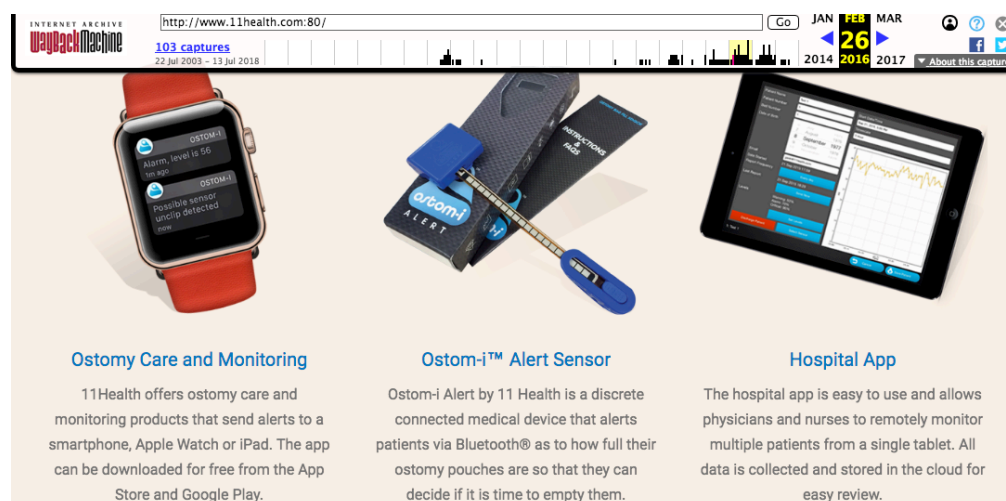 INTERNET ARCHIVE
WayBackMachine
http://www.11health.com:80/
Go
JAN FEB MAR
26
2014 2016 2017
103 captures
22 Jul 2003 – 13 Jul 2018
About this capture
OSTOM-I
Alarm, level is 56
1m ago
OSTOM-I
Possible sensor
unclip detected
now
INSTRUCTIONS
&
FAQS
ostom-i
ALERT
Ostomy Care and Monitoring
11Health offers ostomy care and
monitoring products that send alerts to a
smartphone, Apple Watch or iPad. The app
can be downloaded for free from the App
Store and Google Play.
Ostom-i™ Alert Sensor
Ostom-i Alert by 11 Health is a discrete
connected medical device that alerts
patients via Bluetooth® as to how full their
ostomy pouches are so that they can
decide if it is time to empty them.
Hospital App
The hospital app is easy to use and allows
physicians and nurses to remotely monitor
multiple patients from a single tablet. All
data is collected and stored in the cloud for
easy review.